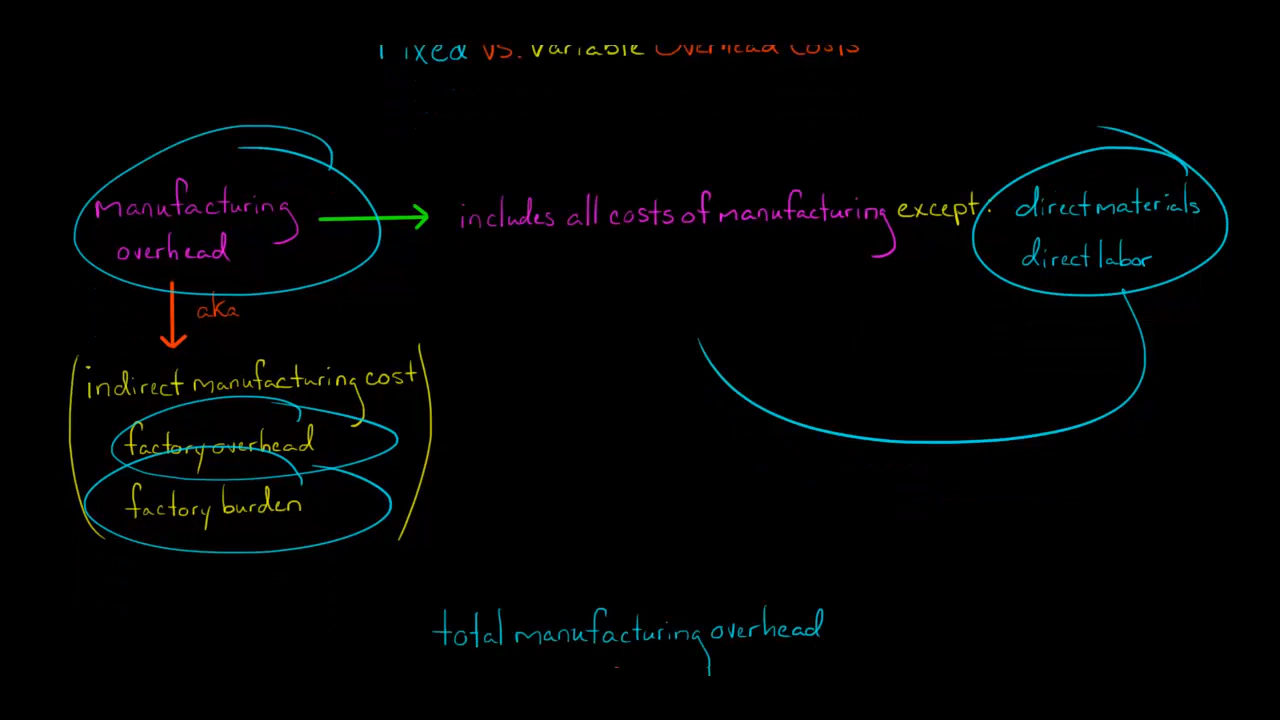 Fixed vs. Variable Overhead Costs
Manufacturing
overhead
includes all costs of manufacturing except:
direct materials
direct labor
aka
indirect manufacturing cost
factory overhead
factory burden
total manufacturing overhead